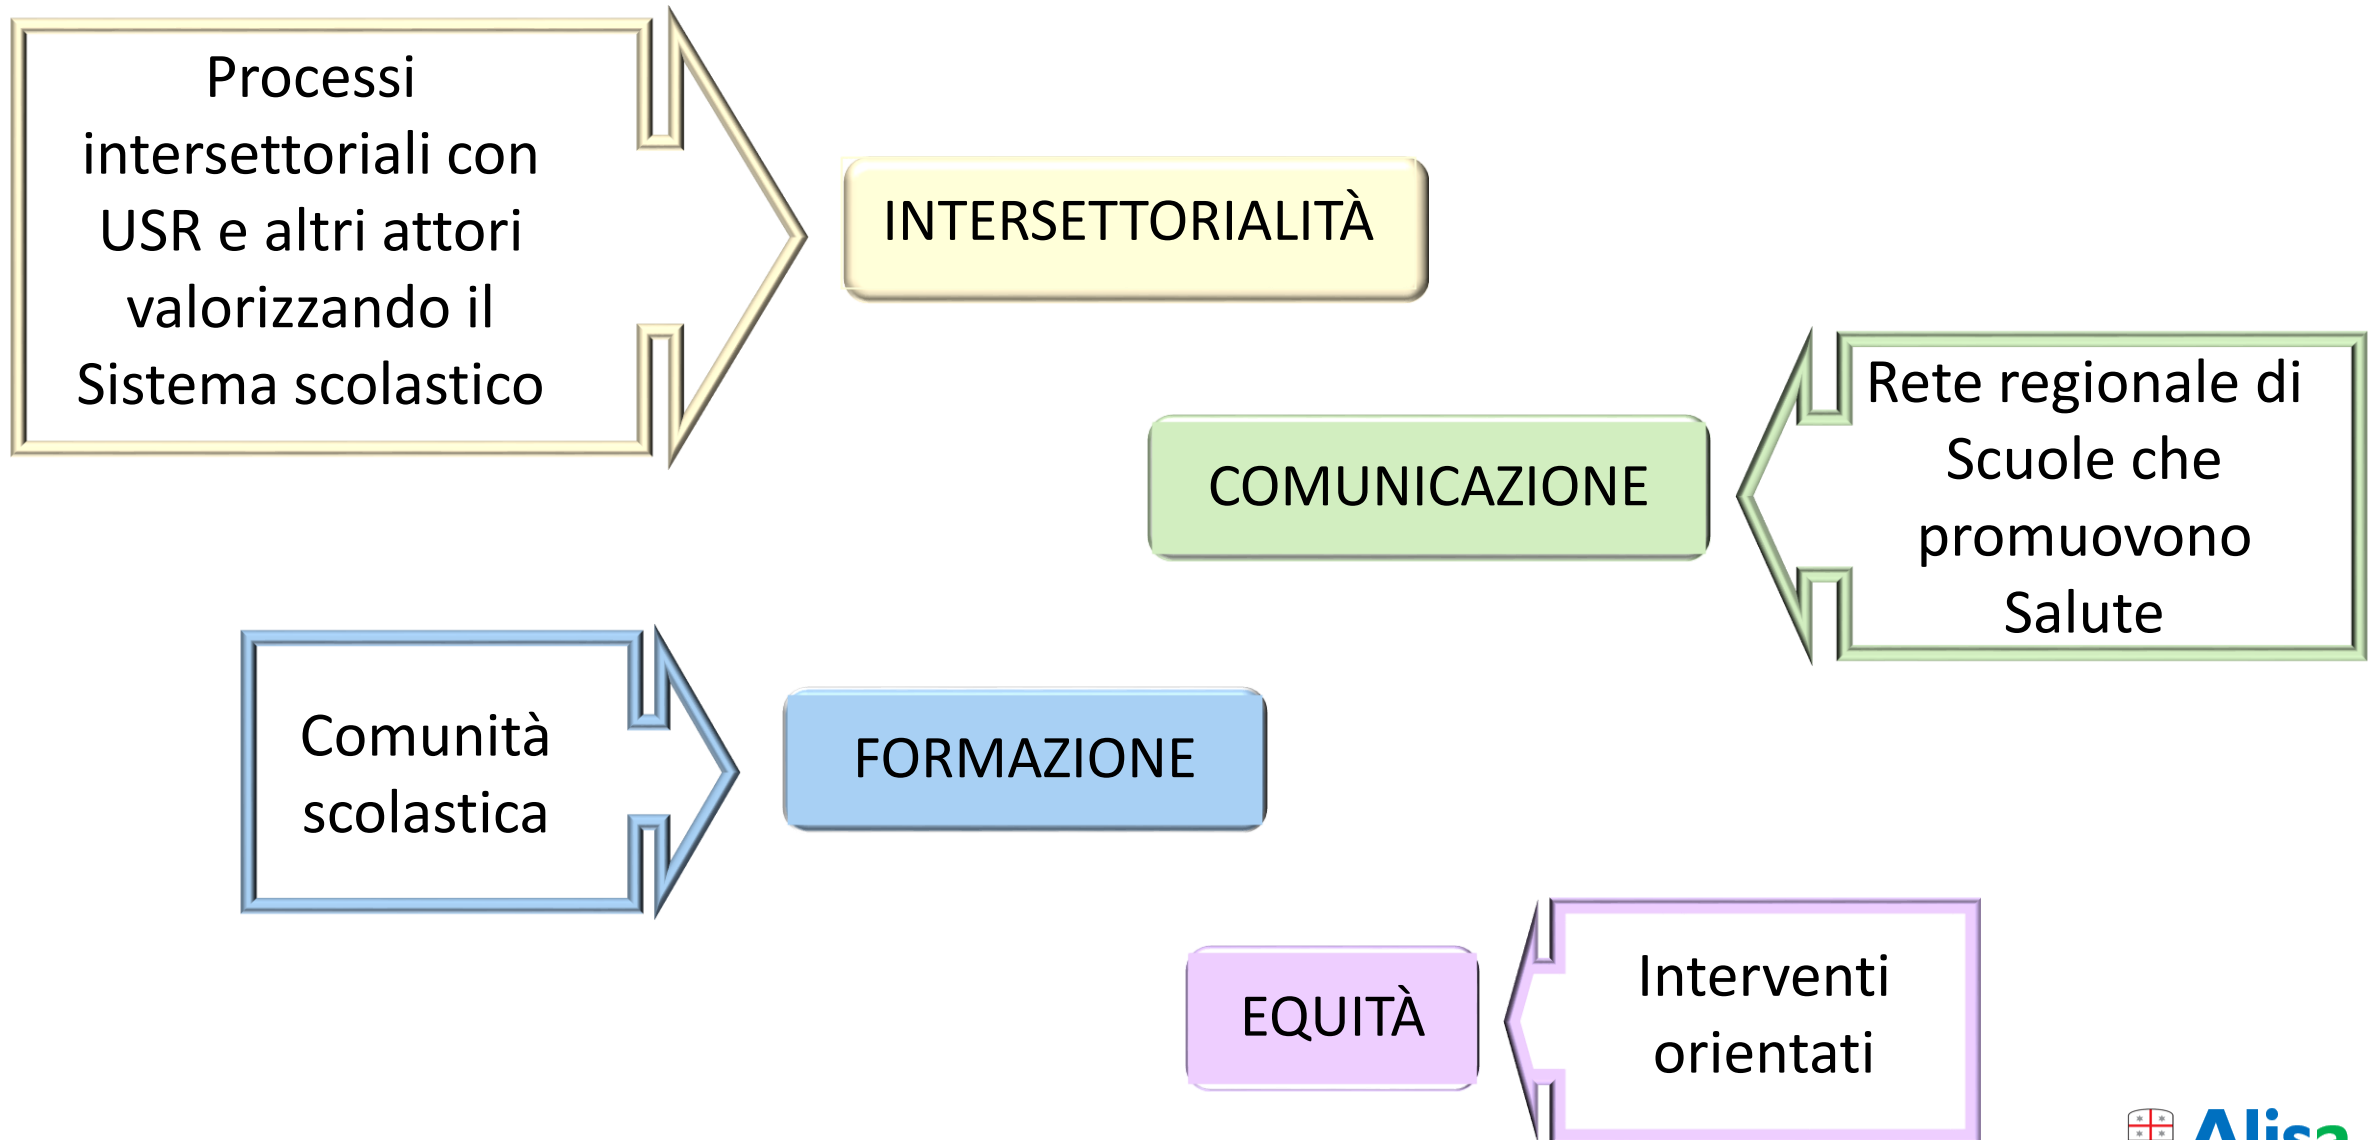 Processi
intersettoriali con
USR e altri attori
valorizzando il
Sistema scolastico
INTERSETTORIALITÀ
Rete regionale di
Scuole che
promuovono
Salute
COMUNICAZIONE
Comunità
scolastica
FORMAZIONE
Interventi
orientati
EQUITÀ
Alisa